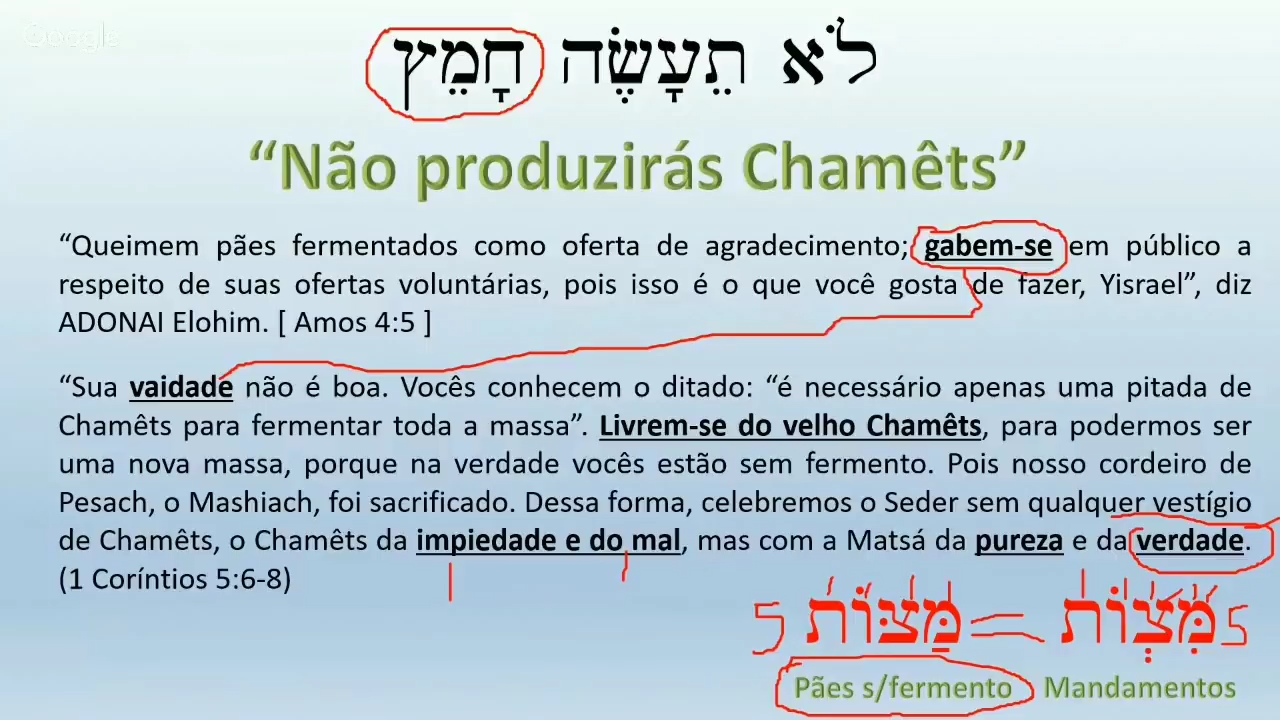 Google
לֹא תֵעָשֶׂה חָמֵץ
“Não produzirás Chamêts”
“Queimem pães fermentados como oferta de agradecimento; gabem-se em público a
respeito de suas ofertas voluntárias, pois isso é o que você gosta de fazer, Yisrael”, diz
ADONAI Elohim. [ Amos 4:5 ]
“Sua vaidade não é boa. Vocês conhecem o ditado: “é necessário apenas uma pitada de
Chamêts para fermentar toda a massa”. Livrem-se do velho Chamêts, para podermos ser
uma nova massa, porque na verdade vocês estão sem fermento. Pois nosso cordeiro de
Pesach, o Mashiach, foi sacrificado. Dessa forma, celebremos o Seder sem qualquer vestígio
de Chamêts, o Chamêts da impiedade e do mal, mas com a Matsá da pureza e da verdade.
(1 Coríntios 5:6-8)
5 מַצּוֹת = מִּצְוֹת 5
Pães s/fermento Mandamentos